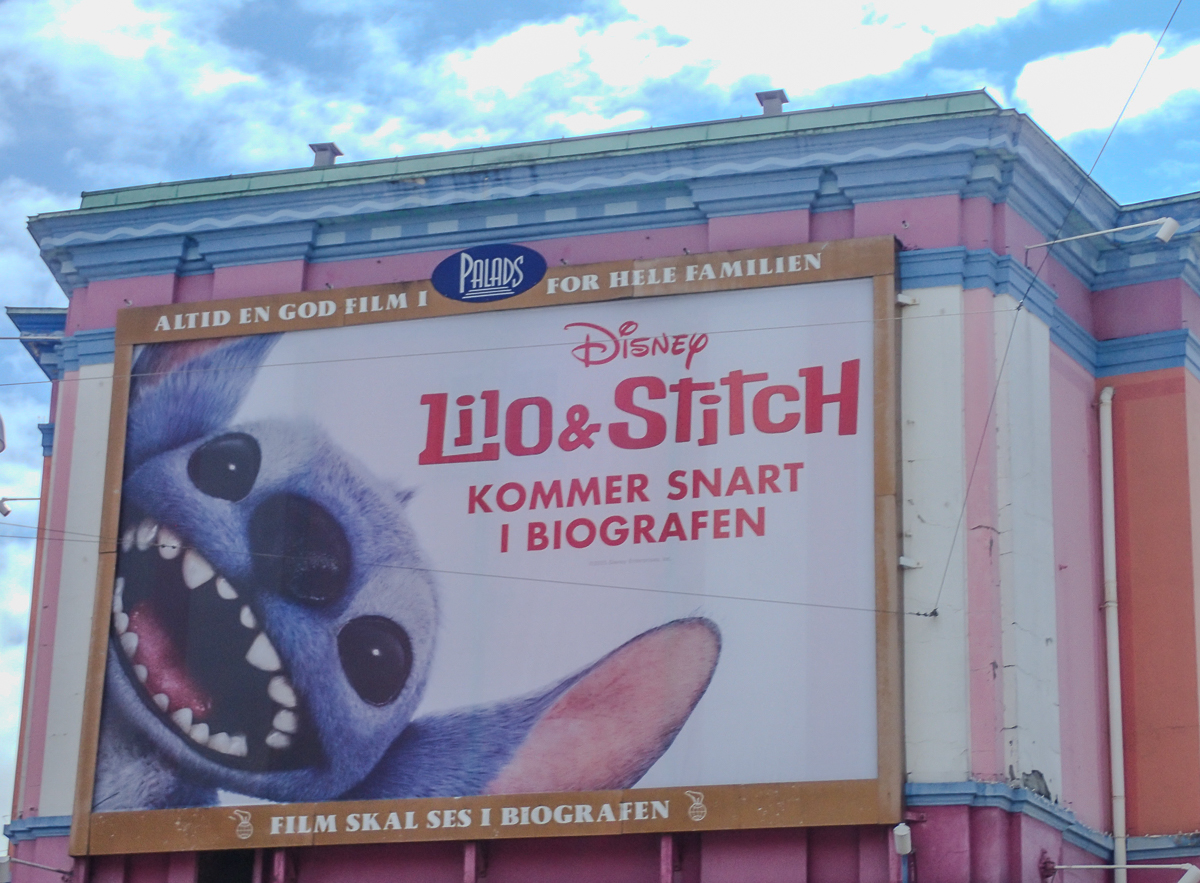 ALTID EN GOD FILM I PALADS FOR HELE FAMILIEN
DISNEY
LILO & STITCH
KOMMER SNART
I BIOGRAFEN
FILM SKAL SES I BIOGRAFEN